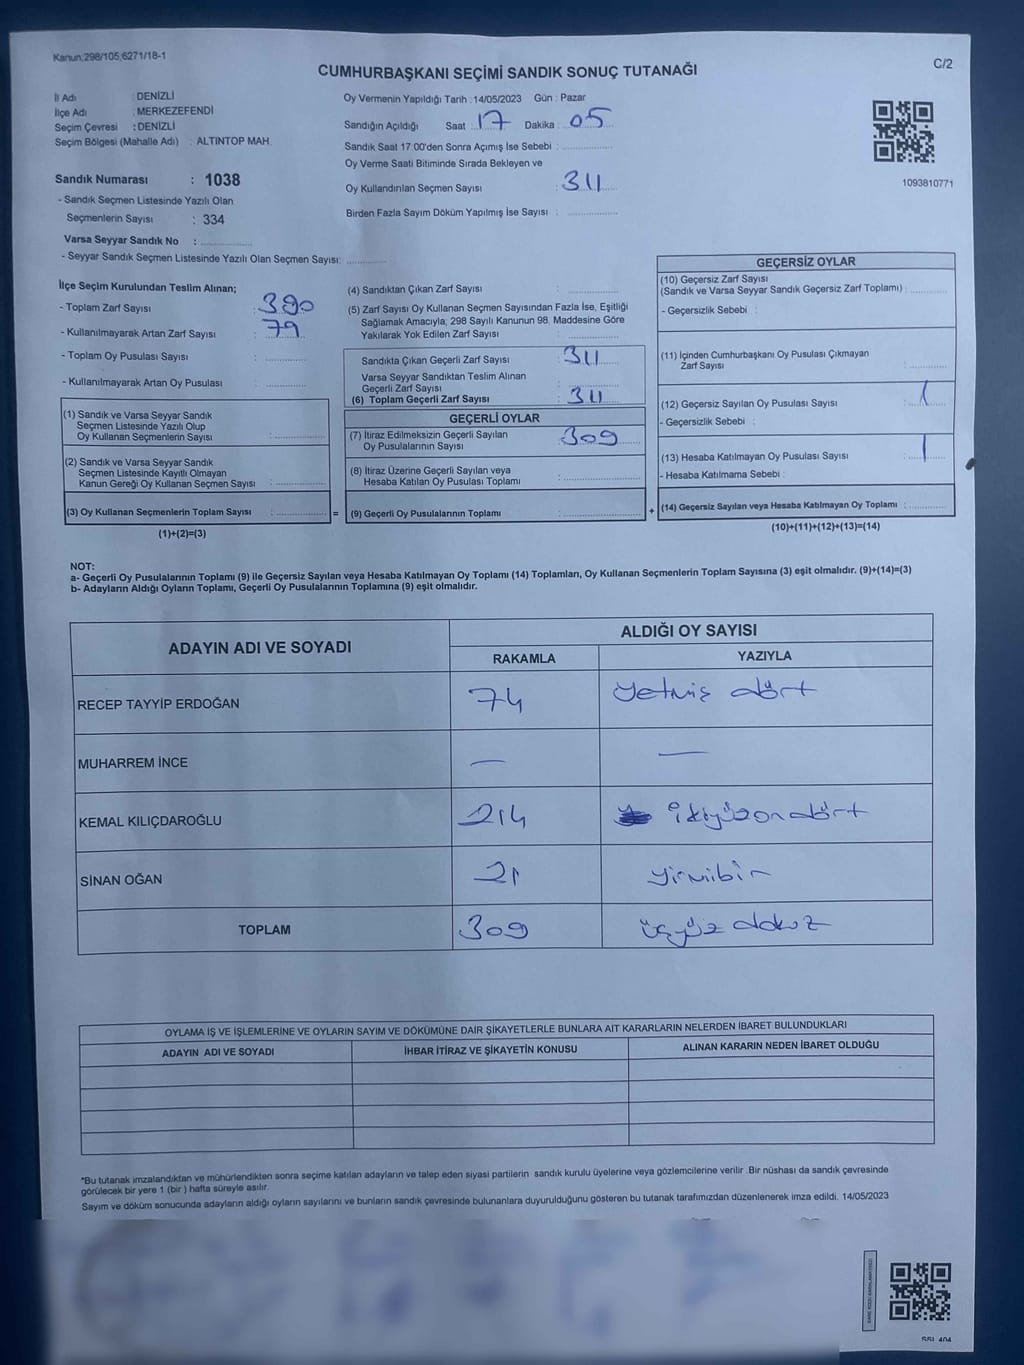 Kanun:298/105;6271/18-1
CUMHURBAŞKANI SEÇİMİ SANDIK SONUÇ TUTANAĞI
C/2
İl Adı : DENİZLİ
İlçe Adı : MERKEZEFENDİ
Seçim Çevresi : DENİZLİ
Seçim Bölgesi (Mahalle Adı) : ALTINTOP MAH.
Oy Vermenin Yapıldığı Tarih : 14/05/2023 Gün : Pazar
Sandığın Açıldığı Saat : 17 Dakika : 05
Sandık Saat 17.00'den Sonra Açımış İse Sebebi :
Oy Verme Saati Bitiminde Sırada Bekleyen ve
Oy Kullandırılan Seçmen Sayısı : 311
Birden Fazla Sayım Döküm Yapılmış İse Sayısı :
1093810771
Sandık Numarası : 1038
- Sandık Seçmen Listesinde Yazılı Olan
Seçmenlerin Sayısı : 334
Varsa Seyyar Sandık No :
- Seyyar Sandık Seçmen Listesinde Yazılı Olan Seçmen Sayısı:
İlçe Seçim Kurulundan Teslim Alınan;
- Toplam Zarf Sayısı : 390
- Kullanılmayarak Artan Zarf Sayısı : 79
- Toplam Oy Pusulası Sayısı :
- Kullanılmayarak Artan Oy Pusulası :
(1) Sandık ve Varsa Seyyar Sandık
Seçmen Listesinde Yazılı Olup
Oy Kullanan Seçmenlerin Sayısı :
(2) Sandık ve Varsa Seyyar Sandık
Seçmen Listesinde Kayıtlı Olmayan
Kanun Gereği Oy Kullanan Seçmen Sayısı :
(3) Oy Kullanan Seçmenlerin Toplam Sayısı :
(1)+(2)=(3)
(4) Sandıktan Çıkan Zarf Sayısı :
(5) Zarf Sayısı Oy Kullanan Seçmen Sayısından Fazla İse, Eşitliği
Sağlamak Amacıyla; 298 Sayılı Kanunun 98. Maddesine Göre
Yakılarak Yok Edilen Zarf Sayısı :
Sandıkta Çıkan Geçerli Zarf Sayısı : 311
Varsa Seyyar Sandıktan Teslim Alınan
Geçerli Zarf Sayısı
(6) Toplam Geçerli Zarf Sayısı : 311
GEÇERLİ OYLAR
(7) İtiraz Edilmeksizin Geçerli Sayılan
Oy Pusulalarının Sayısı : 309
(8) İtiraz Üzerine Geçerli Sayılan veya
Hesaba Katılan Oy Pusulası Toplamı :
= (9) Geçerli Oy Pusulalarının Toplamı :
GEÇERSİZ OYLAR
(10) Geçersiz Zarf Sayısı
(Sandık ve Varsa Seyyar Sandık Geçersiz Zarf Toplamı) :
- Geçersizlik Sebebi :
(11) İçinden Cumhurbaşkanı Oy Pusulası Çıkmayan
Zarf Sayısı :
(12) Geçersiz Sayılan Oy Pusulası Sayısı : 1
- Geçersizlik Sebebi :
(13) Hesaba Katılmayan Oy Pusulası Sayısı : 1
- Hesaba Katılmama Sebebi :
+ (14) Geçersiz Sayılan veya Hesaba Katılmayan Oy Toplamı :
(10)+(11)+(12)+(13)=(14)
NOT:
a- Geçerli Oy Pusulalarının Toplamı (9) ile Geçersiz Sayılan veya Hesaba Katılmayan Oy Toplamı (14) Toplamları, Oy Kullanan Seçmenlerin Toplam Sayısına (3) eşit olmalıdır. (9)+(14)=(3)
b- Adayların Aldığı Oyların Toplamı, Geçerli Oy Pusulalarının Toplamına (9) eşit olmalıdır.
ADAYIN ADI VE SOYADI ALDIĞI OY SAYISI
RAKAMLA YAZIYLA
RECEP TAYYİP ERDOĞAN 74 yetmiş dört
MUHARREM İNCE — —
KEMAL KILIÇDAROĞLU 214 ikiyüzondört
SİNAN OĞAN 21 yirmibir
TOPLAM 309 üçyüz dokuz
OYLAMA İŞ VE İŞLEMLERİNE VE OYLARIN SAYIM VE DÖKÜMÜNE DAİR ŞİKAYETLERLE BUNLARA AİT KARARLARIN NELERDEN İBARET BULUNDUKLARI
ADAYIN ADI VE SOYADI İHBAR İTİRAZ VE ŞİKAYETİN KONUSU ALINAN KARARIN NEDEN İBARET OLDUĞU
*Bu tutanak imzalandıktan ve mühürlendikten sonra seçime katılan adayların ve talep eden siyasi partilerin sandık kurulu üyelerine veya gözlemcilerine verilir .Bir nüshası da sandık çevresinde
görülecek bir yere 1 (bir ) hafta süreyle asılır.
Sayım ve döküm sonucunda adayların aldığı oyların sayılarını ve bunların sandık çevresinde bulunanlara duyurulduğunu gösteren bu tutanak tarafımızdan düzenlenerek imza edildi. 14/05/2023